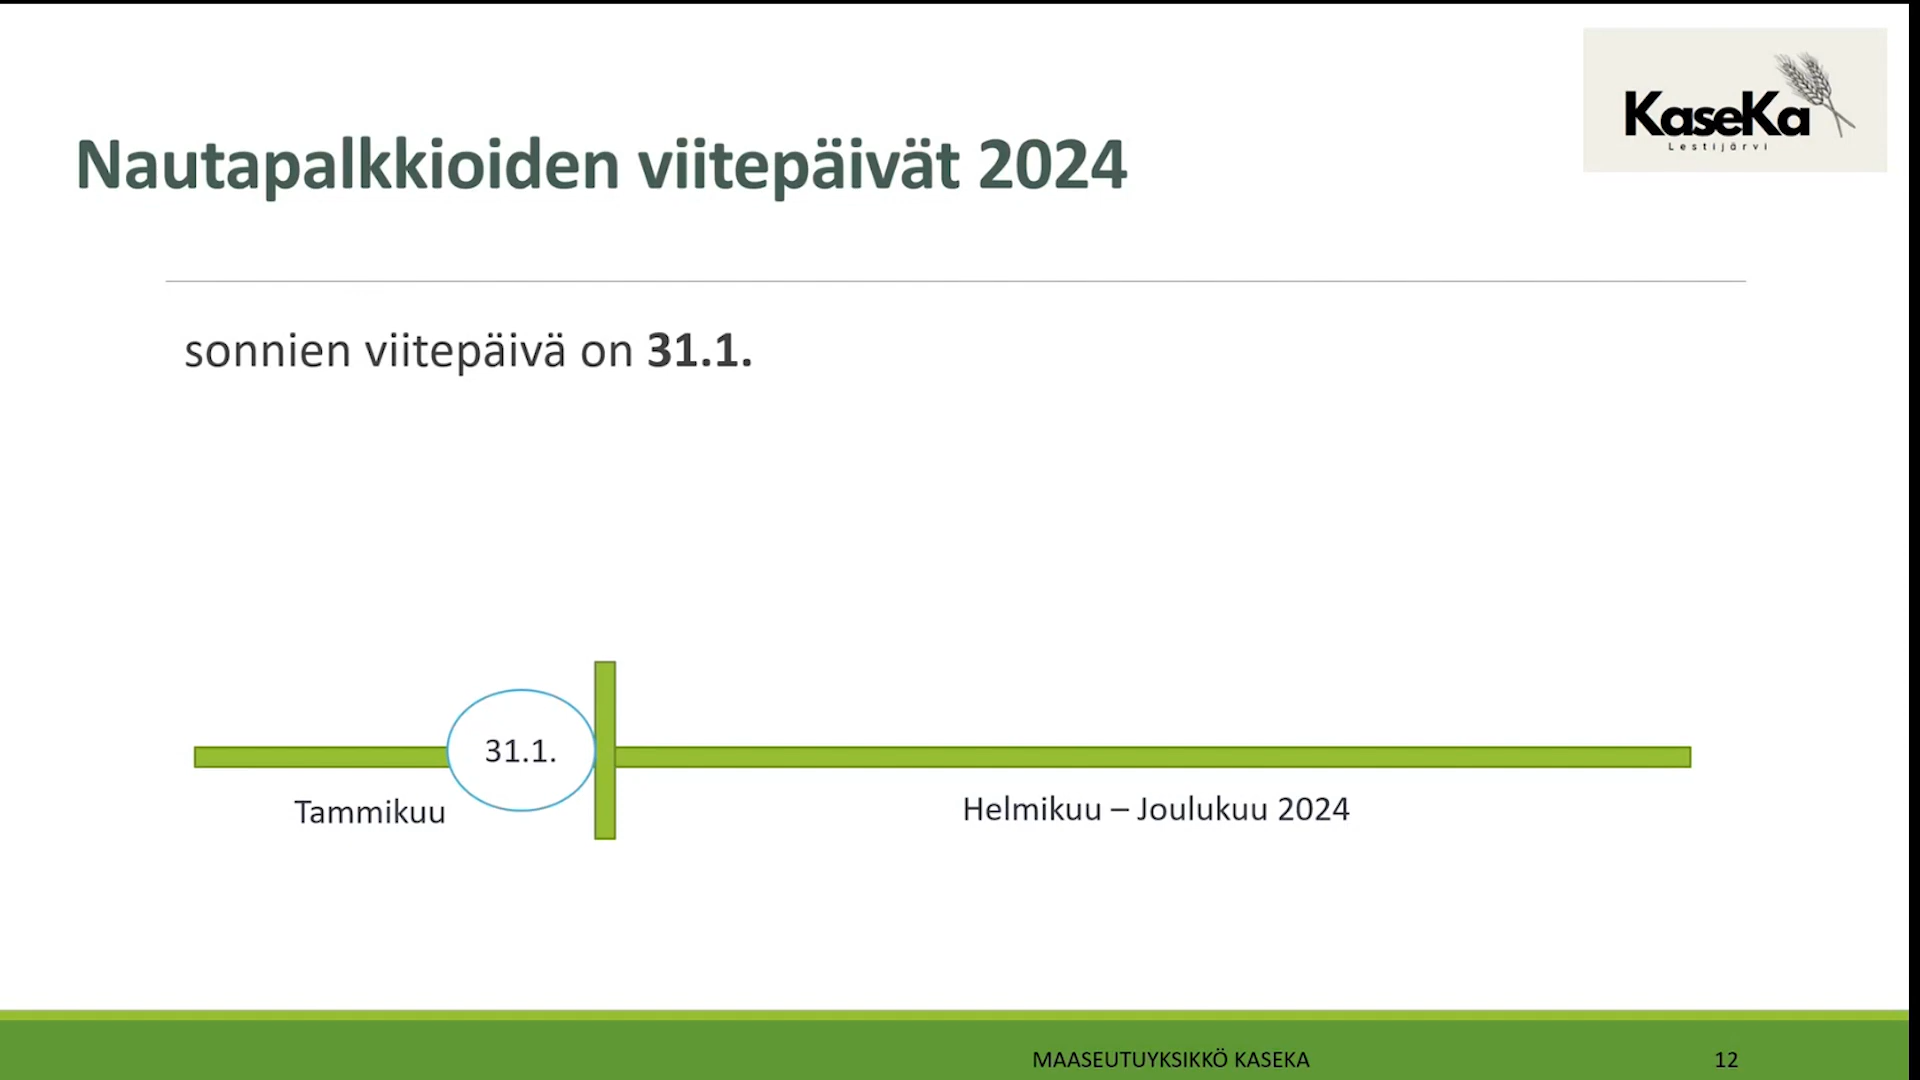 KaseKa
Lestijärvi
Nautapalkkioiden viitepäivät 2024
sonnien viitepäivä on 31.1.
31.1.
Tammikuu
Helmikuu – Joulukuu 2024
MAASEUTUYKSIKKÖ KASEKA
12